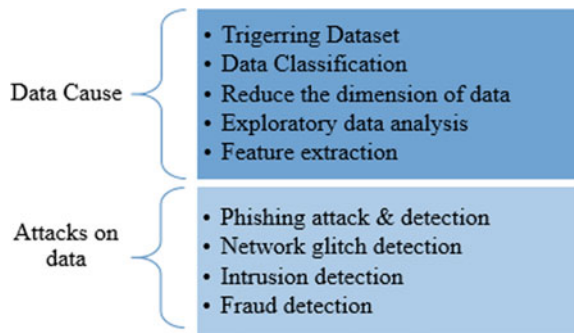 Data Cause
• Trigerring Dataset
• Data Classification
• Reduce the dimension of data
• Exploratory data analysis
• Feature extraction
Attacks on
data
• Phishing attack & detection
• Network glitch detection
• Intrusion detection
• Fraud detection